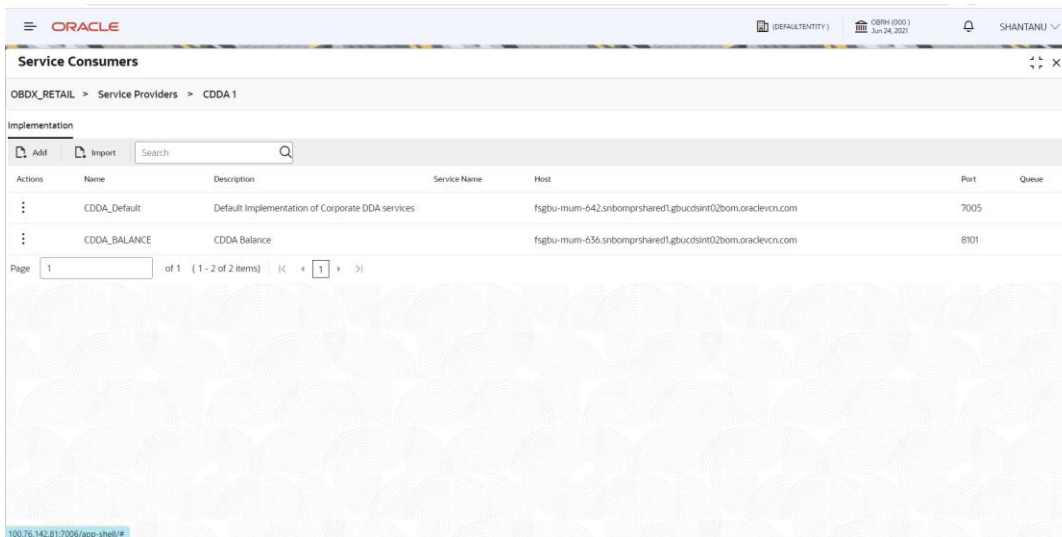 ORACLE
(DEFAULTENTITY)
OBRH (000)
Jun 24, 2021
SHANTANU
Service Consumers
OBDX_RETAIL > Service Providers > CDDA 1
Implementation
Add Import Search
Actions Name Description Service Name Host Port Queue
CDDA_Default Default Implementation of Corporate DDA services fsgbu-mum-642.snbomprshared1.gbucdsint02bom.oraclevcn.com 7005
CDDA_BALANCE CDDA Balance fsgbu-mum-636.snbomprshared1.gbucdsint02bom.oraclevcn.com 8101
Page 1 of 1 (1 - 2 of 2 items) 1
100.76.142.81:7006/app-shell/#